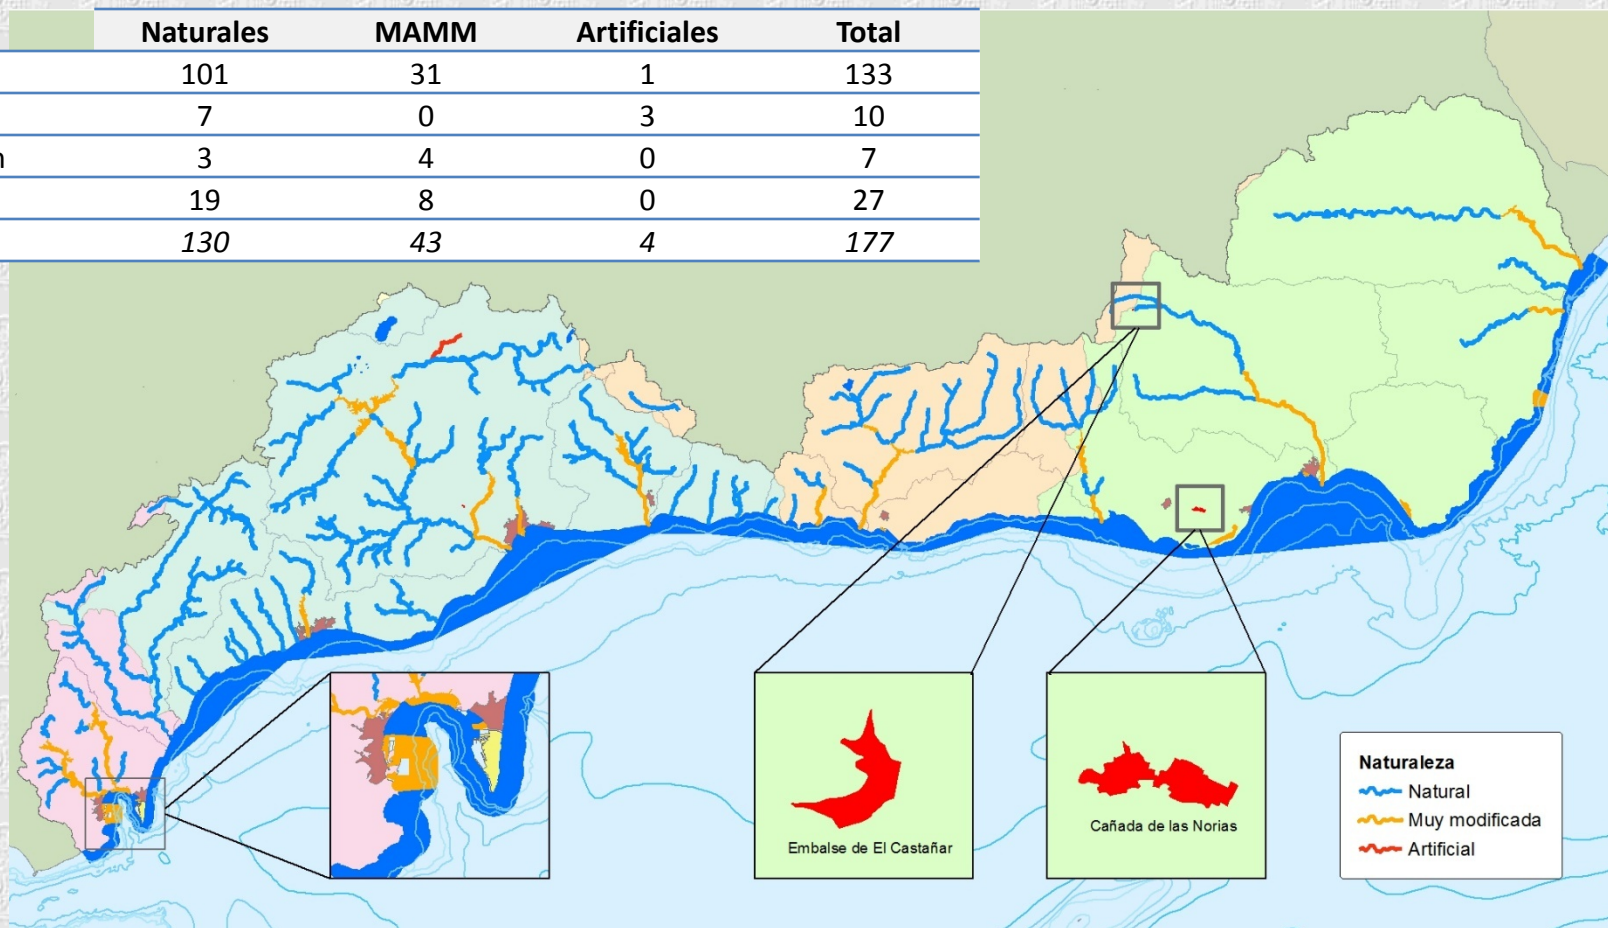 Naturales MAMM Artificiales Total
101 31 1 133
7 0 3 10
n 3 4 0 7
19 8 0 27
130 43 4 177
Embalse de El Castañar
Cañada de las Norias
Naturaleza
Natural
Muy modificada
Artificial